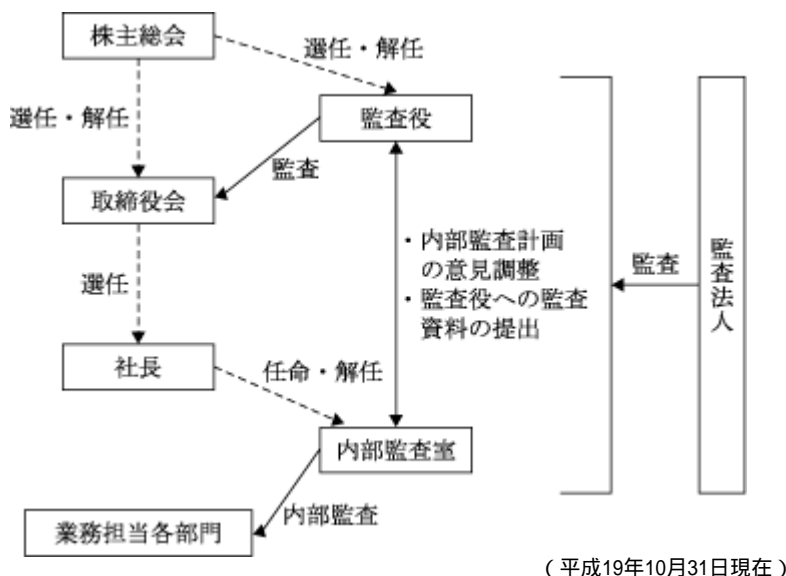 株主総会
選任・解任
選任・解任
監査役
監査
取締役会
・内部監査計画
の意見調整
・監査役への監査
資料の提出
監査
監査法人
選任
社長
任命・解任
内部監査室
内部監査
業務担当各部門
(平成19年10月31日現在)